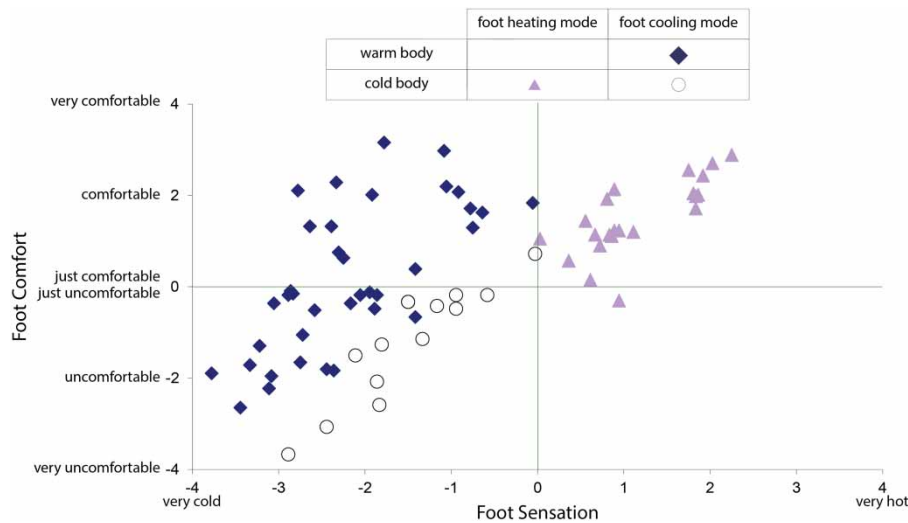 foot heating mode foot cooling mode
warm body
cold body
very comfortable 4
comfortable 2
just comfortable
0
just uncomfortable
uncomfortable -2
very uncomfortable -4
Foot Comfort
-4 -3 -2 -1 0 1 2 3 4
very cold very hot
Foot Sensation